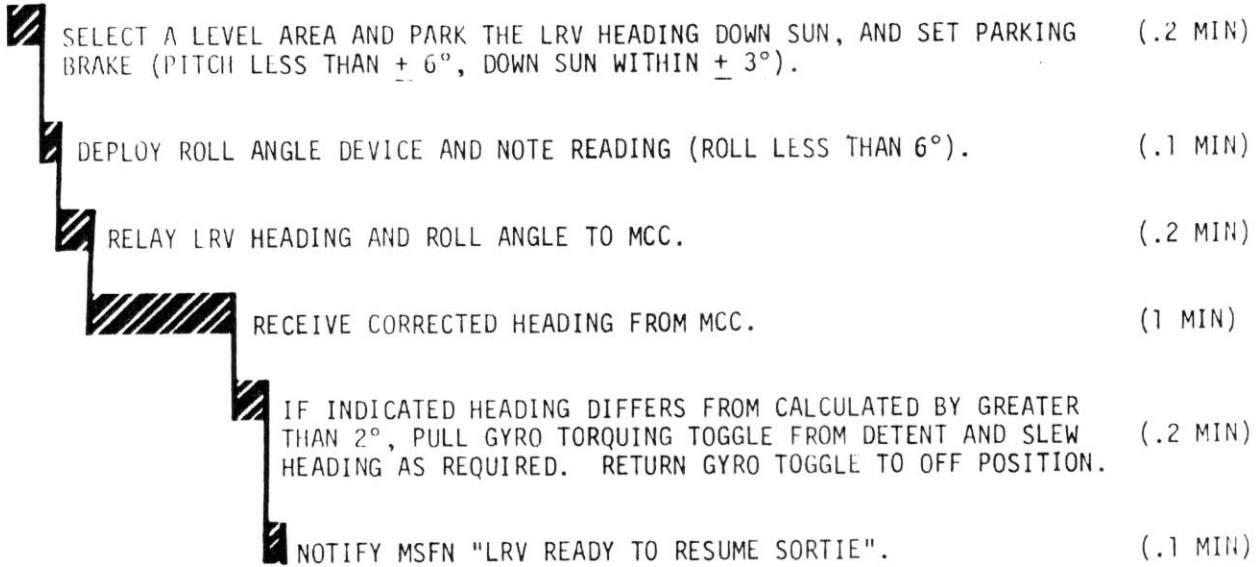 SELECT A LEVEL AREA AND PARK THE LRV HEADING DOWN SUN, AND SET PARKING (.2 MIN)
BRAKE (PITCH LESS THAN ± 6°, DOWN SUN WITHIN ± 3°).
DEPLOY ROLL ANGLE DEVICE AND NOTE READING (ROLL LESS THAN 6°). (.1 MIN)
RELAY LRV HEADING AND ROLL ANGLE TO MCC. (.2 MIN)
RECEIVE CORRECTED HEADING FROM MCC. (1 MIN)
IF INDICATED HEADING DIFFERS FROM CALCULATED BY GREATER
THAN 2°, PULL GYRO TORQUING TOGGLE FROM DETENT AND SLEW (.2 MIN)
HEADING AS REQUIRED. RETURN GYRO TOGGLE TO OFF POSITION.
NOTIFY MSFN "LRV READY TO RESUME SORTIE". (.1 MIN)